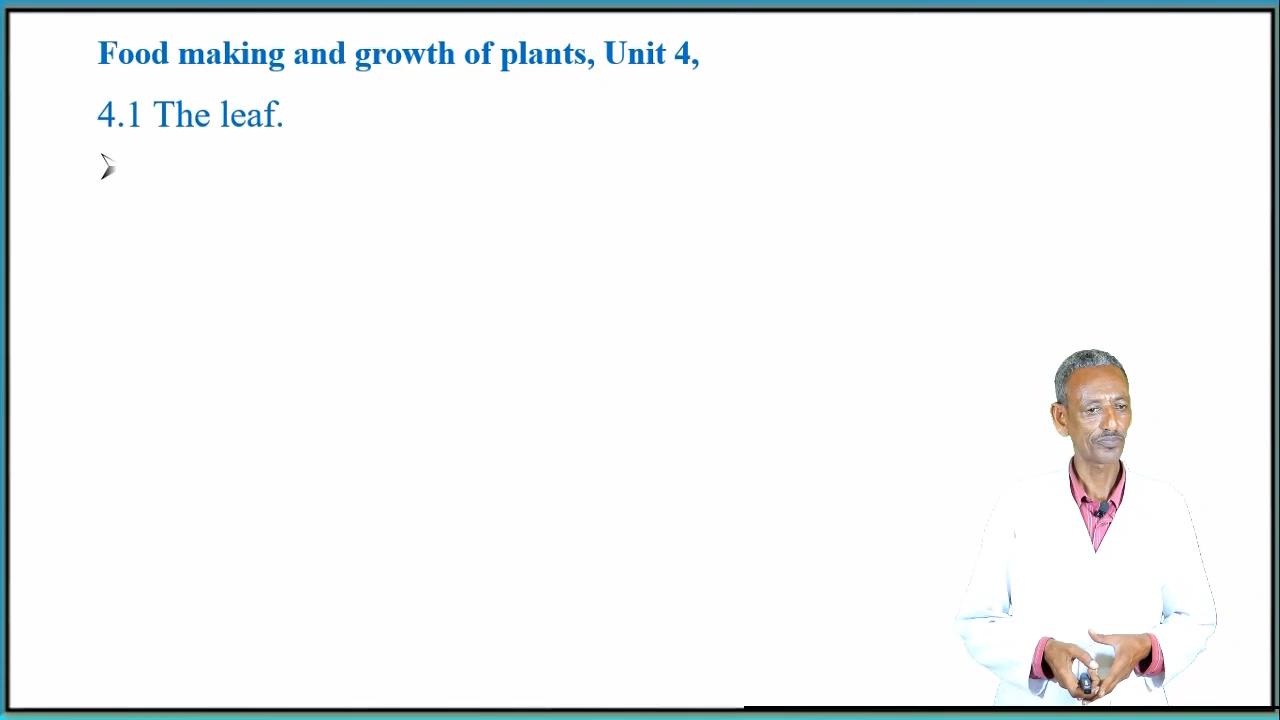 Food making and growth of plants, Unit 4,
4.1 The leaf.